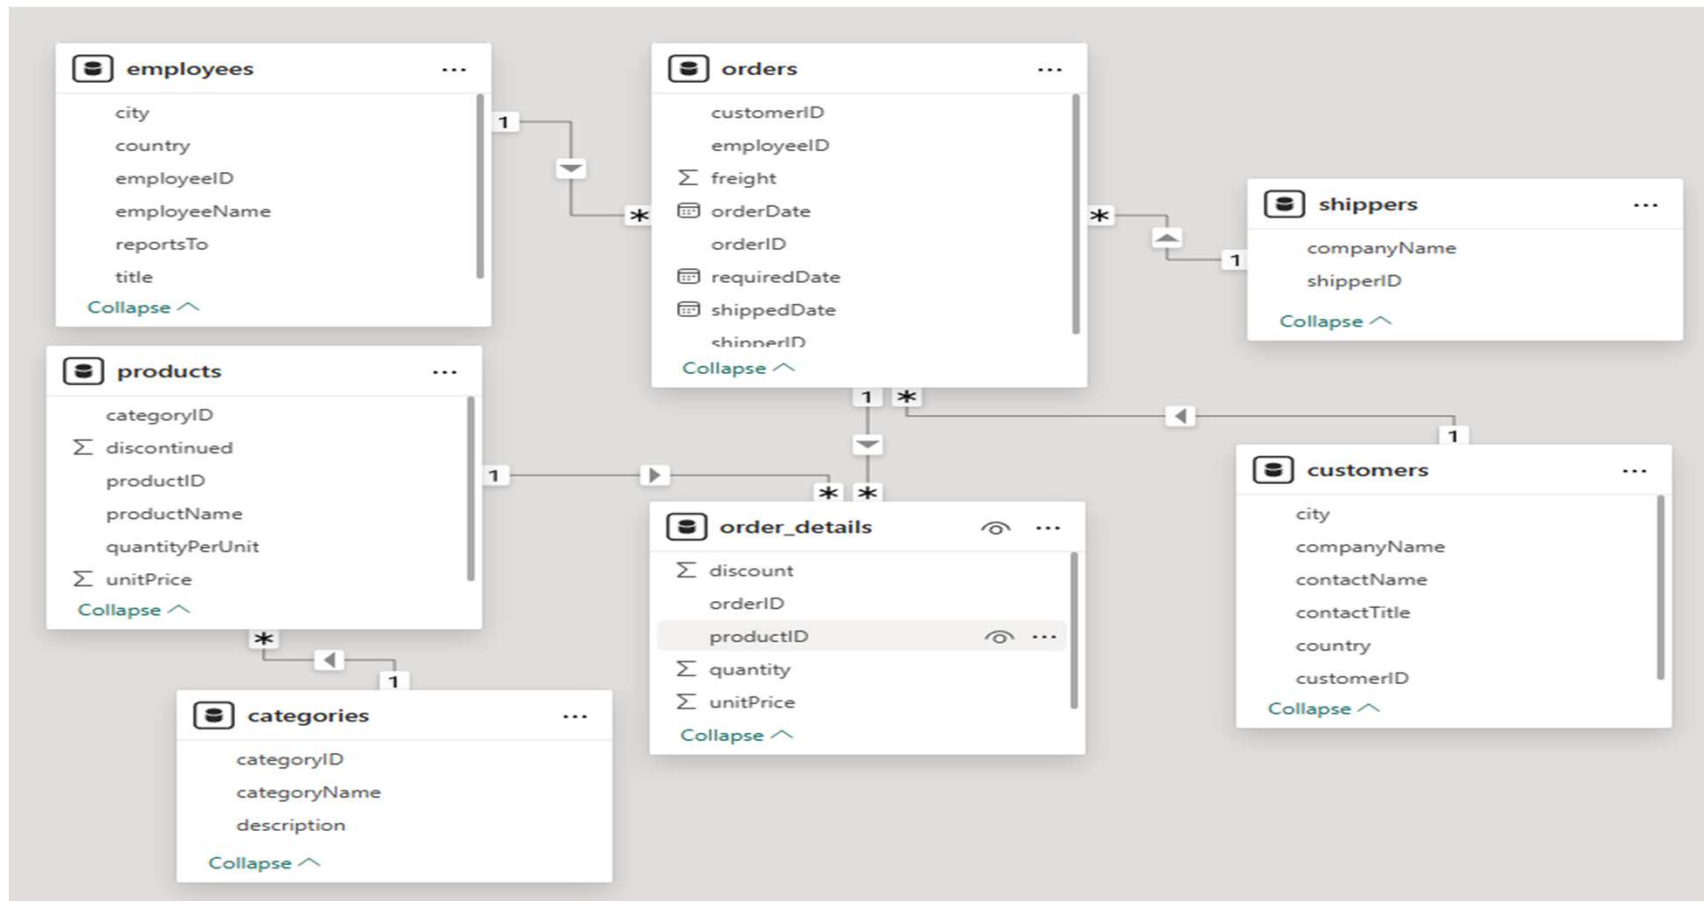 employees
city
country
employeeID
employeeName
reportsTo
title
Collapse
orders
customerID
employeeID
freight
orderDate
orderID
requiredDate
shippedDate
shipperID
Collapse
shippers
companyName
shipperID
Collapse
products
categoryID
discontinued
productID
productName
quantityPerUnit
unitPrice
Collapse
order_details
discount
orderID
productID
quantity
unitPrice
Collapse
customers
city
companyName
contactName
contactTitle
country
customerID
Collapse
categories
categoryID
categoryName
description
Collapse
1
*
*
1
1
*
1
1
*
*
*
1